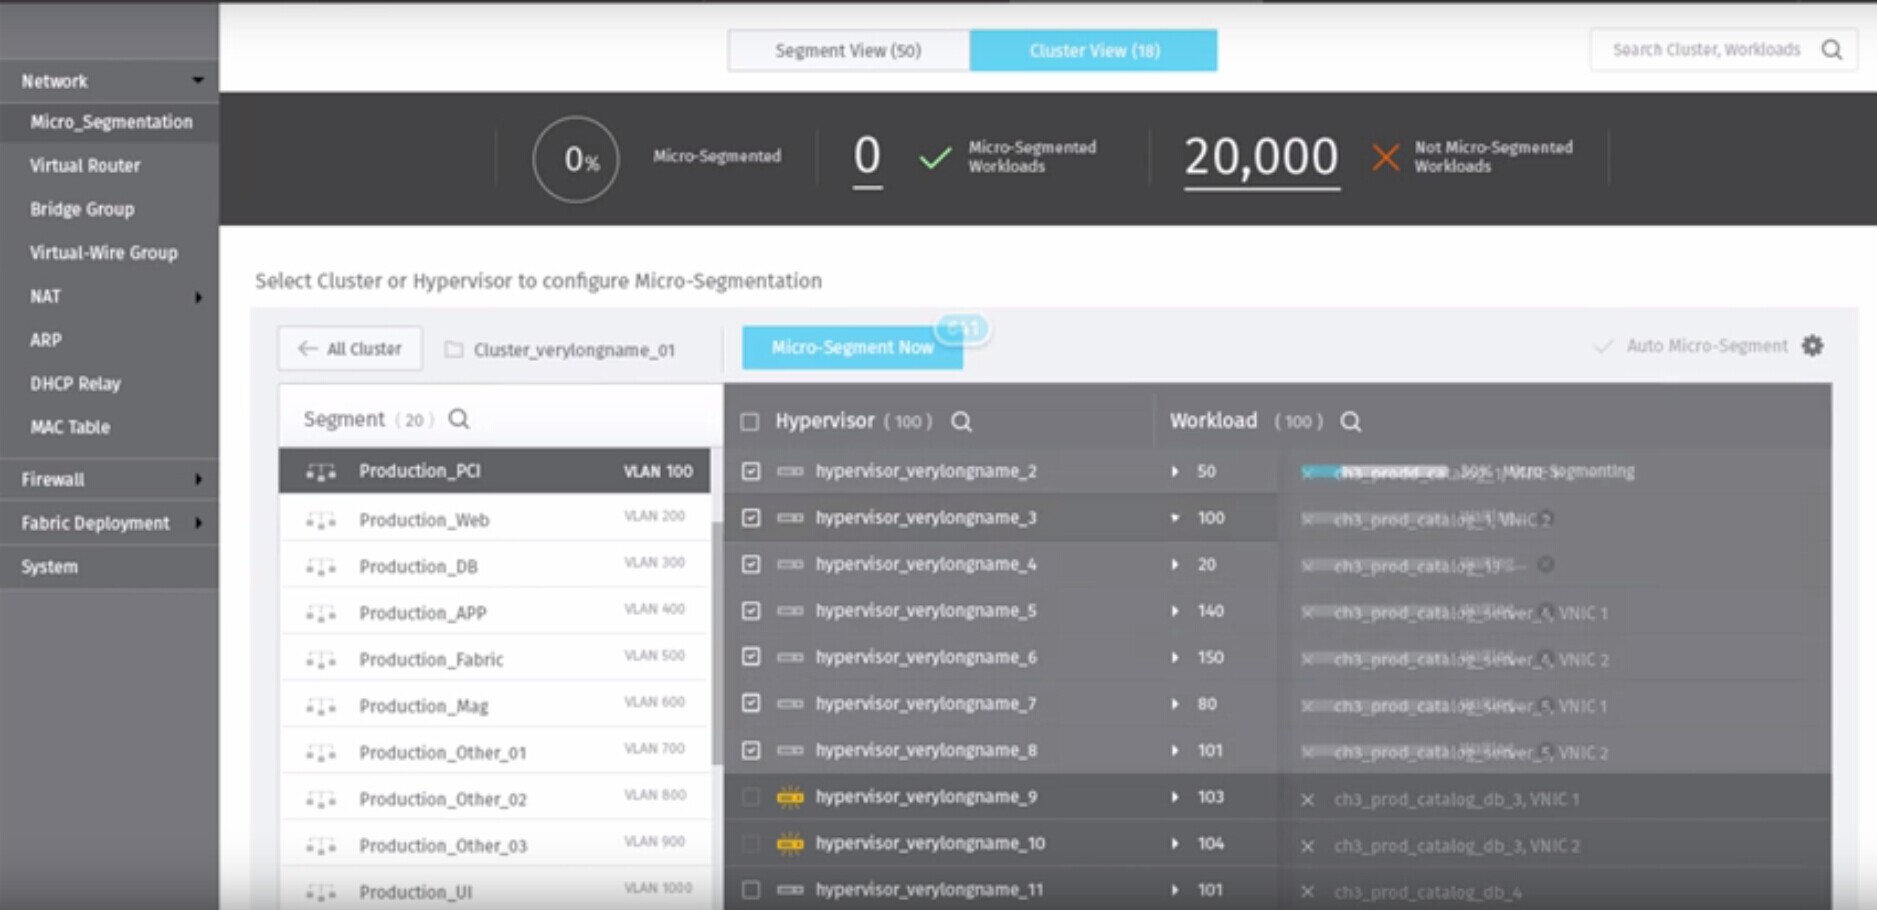 Segment View (50)
Cluster View (18)
Search Cluster, Workloads
Network
Micro_Segmentation
Virtual Router
Bridge Group
Virtual-Wire Group
NAT
ARP
DHCP Relay
MAC Table
Firewall
Fabric Deployment
System
0%
Micro-Segmented
0
Micro-Segmented
Workloads
20,000
Not Micro-Segmented
Workloads
Select Cluster or Hypervisor to configure Micro-Segmentation
All Cluster
Cluster_verylongname_01
Micro-Segment Now
641
Auto Micro-Segment
Segment (20)
Hypervisor (100)
Workload (100)
Production_PCI VLAN 100
Production_Web VLAN 200
Production_DB VLAN 300
Production_APP VLAN 400
Production_Fabric VLAN 500
Production_Mag VLAN 600
Production_Other_01 VLAN 700
Production_Other_02 VLAN 800
Production_Other_03 VLAN 900
Production_UI VLAN 1000
hypervisor_verylongname_2 50 Micro-Segmenting
hypervisor_verylongname_3 100 ch3_prod_catalog_1, VNIC 2
hypervisor_verylongname_4 20
hypervisor_verylongname_5 140 ch3_prod_catalog_server_4, VNIC 1
hypervisor_verylongname_6 150 ch3_prod_catalog_server_4, VNIC 2
hypervisor_verylongname_7 80 ch3_prod_catalog_server_5, VNIC 1
hypervisor_verylongname_8 101 ch3_prod_catalog_server_5, VNIC 2
hypervisor_verylongname_9 103 ch3_prod_catalog_db_3, VNIC 1
hypervisor_verylongname_10 104 ch3_prod_catalog_db_3, VNIC 2
hypervisor_verylongname_11 101 ch3_prod_catalog_db_4